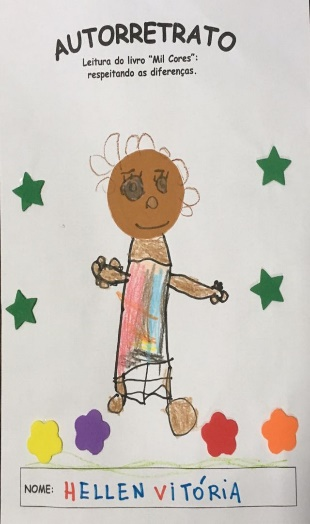 AUTORRETRATO
Leitura do livro "Mil Cores":
respeitando as diferenças.
NOME: HELLEN VITÓRIA